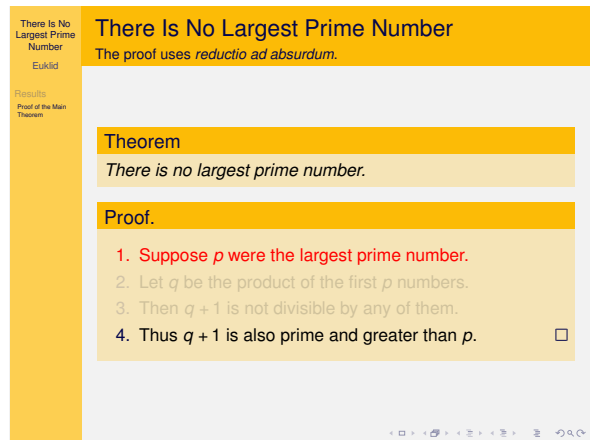 There Is No
Largest Prime
Number
Euklid
Results
Proof of the Main
Theorem
There Is No Largest Prime Number
The proof uses reductio ad absurdum.
Theorem
There is no largest prime number.
Proof.
1. Suppose p were the largest prime number.
2. Let q be the product of the first p numbers.
3. Then q + 1 is not divisible by any of them.
4. Thus q + 1 is also prime and greater than p. □